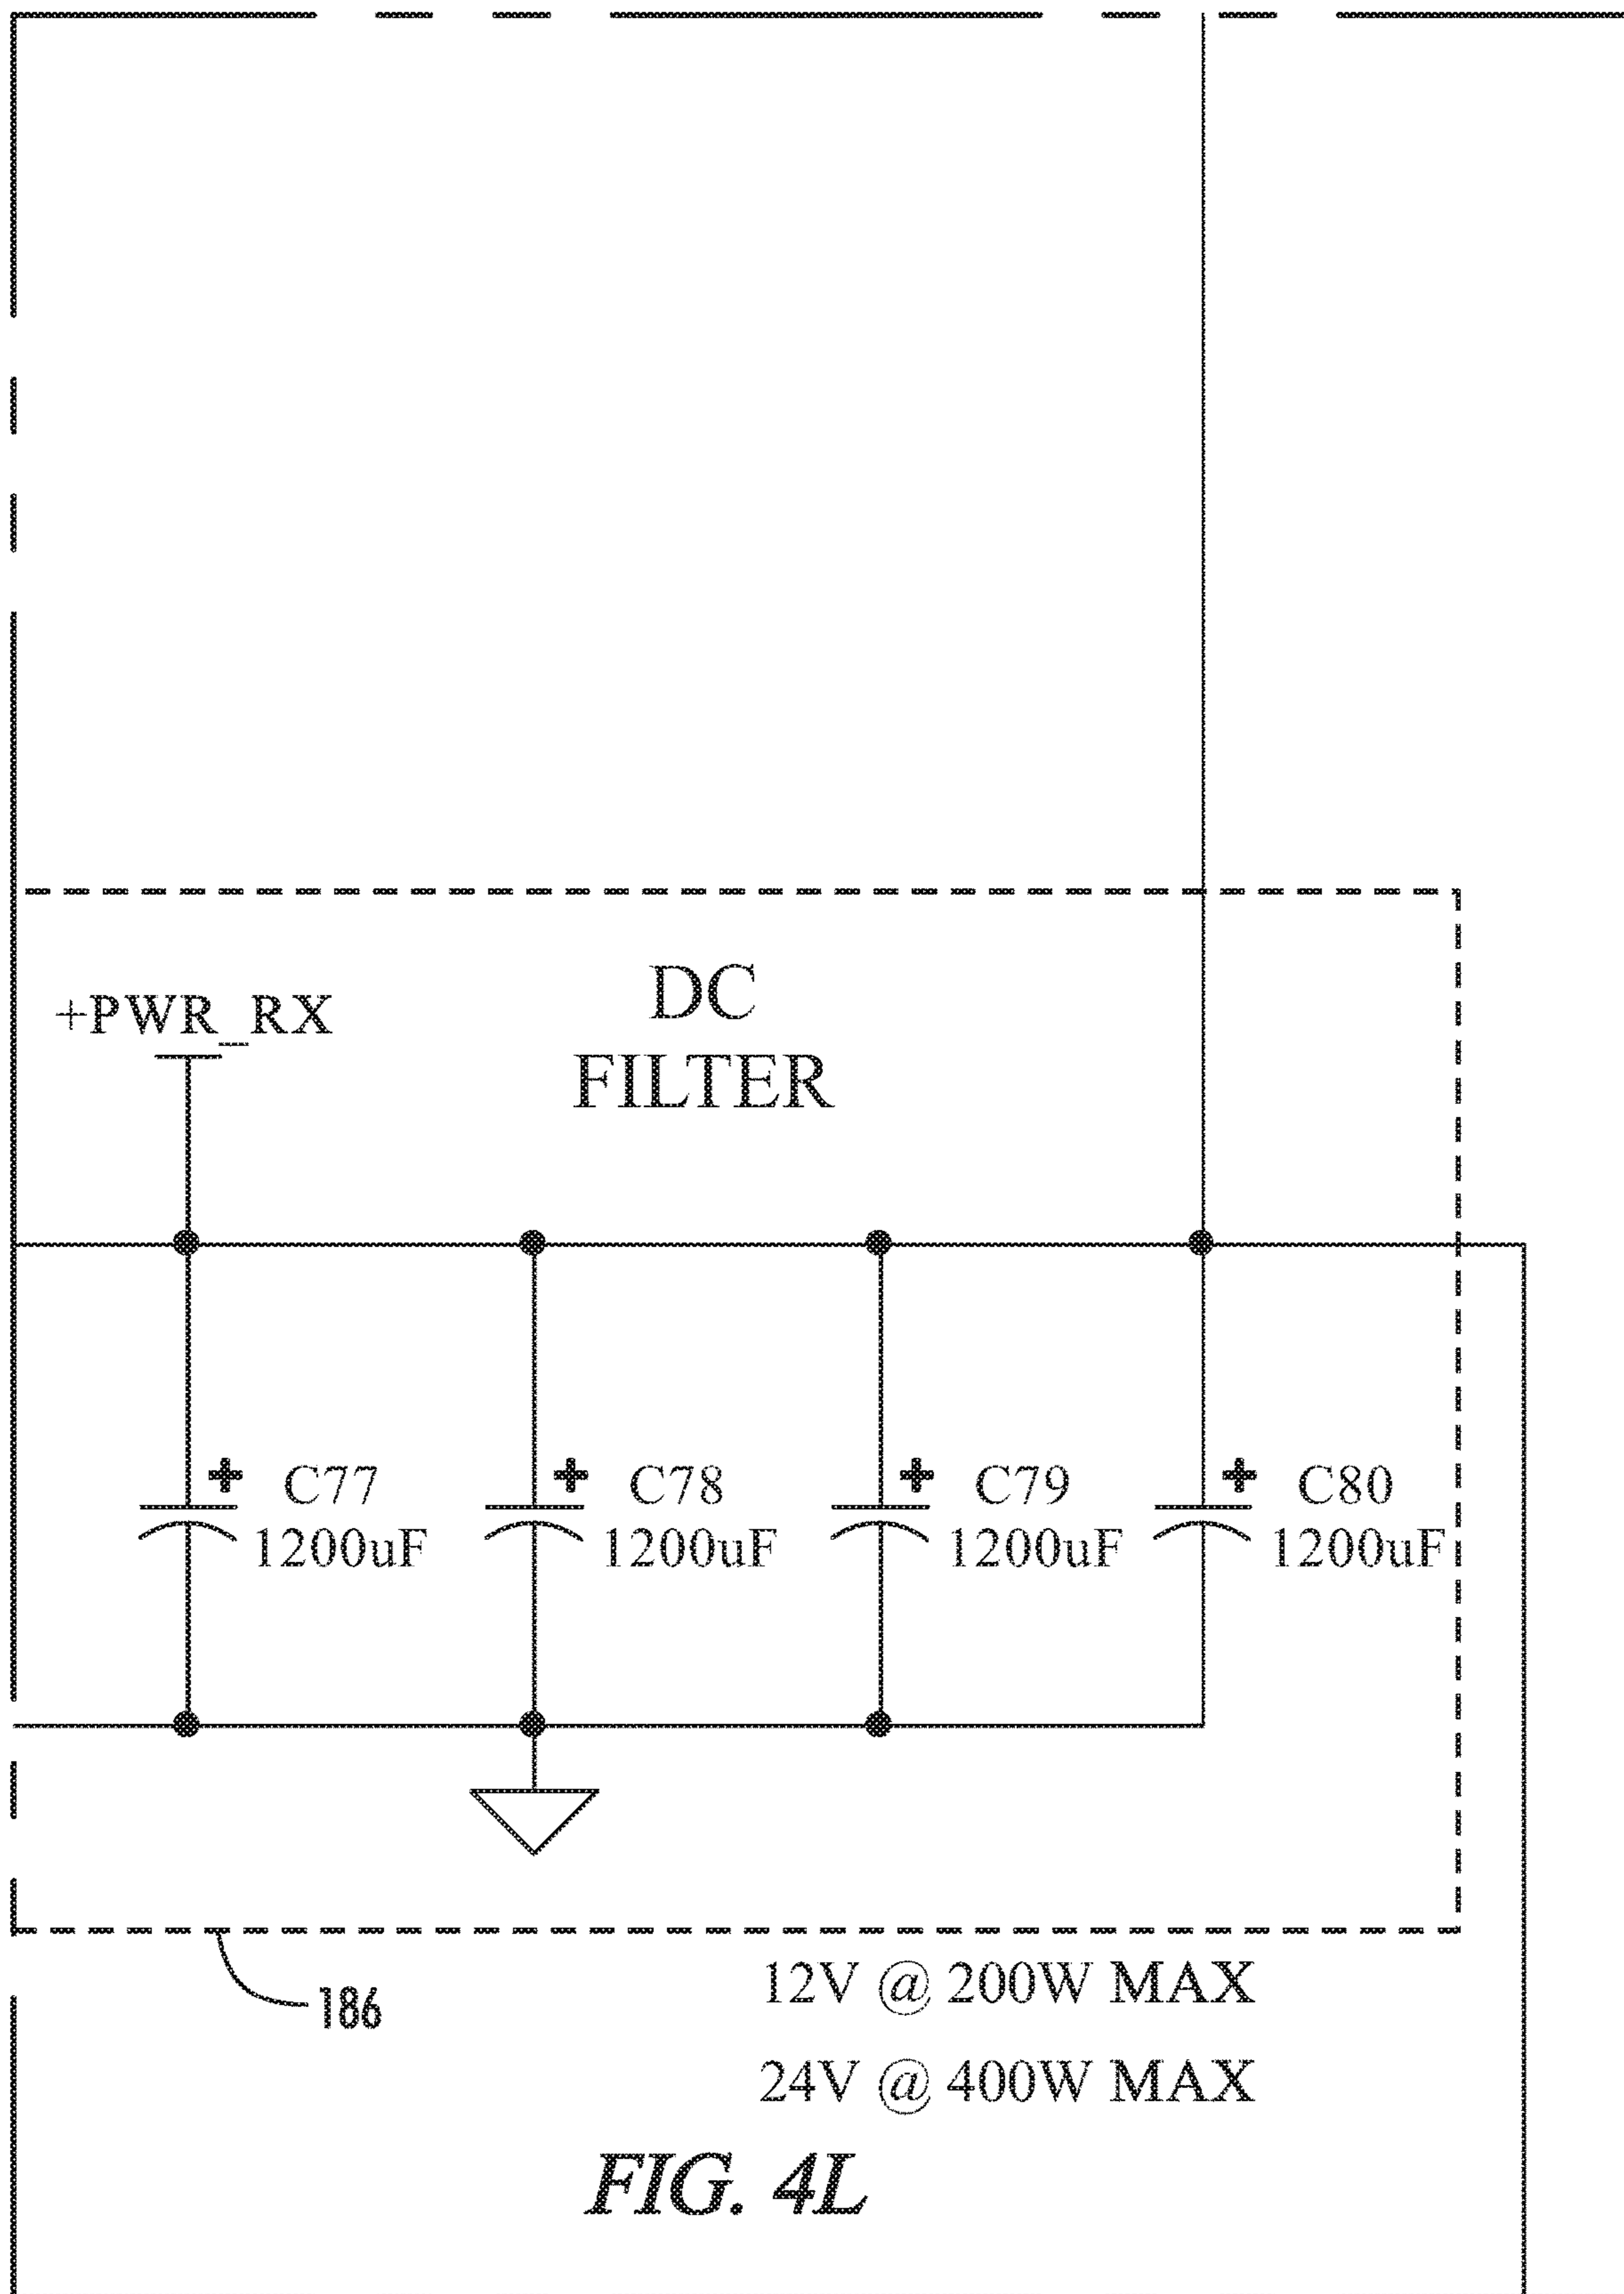 DC
FILTER
+PWR_RX
+ C77
1200uF
+ C78
1200uF
+ C79
1200uF
+ C80
1200uF
186
12V @ 200W MAX
24V @ 400W MAX
FIG. 4L